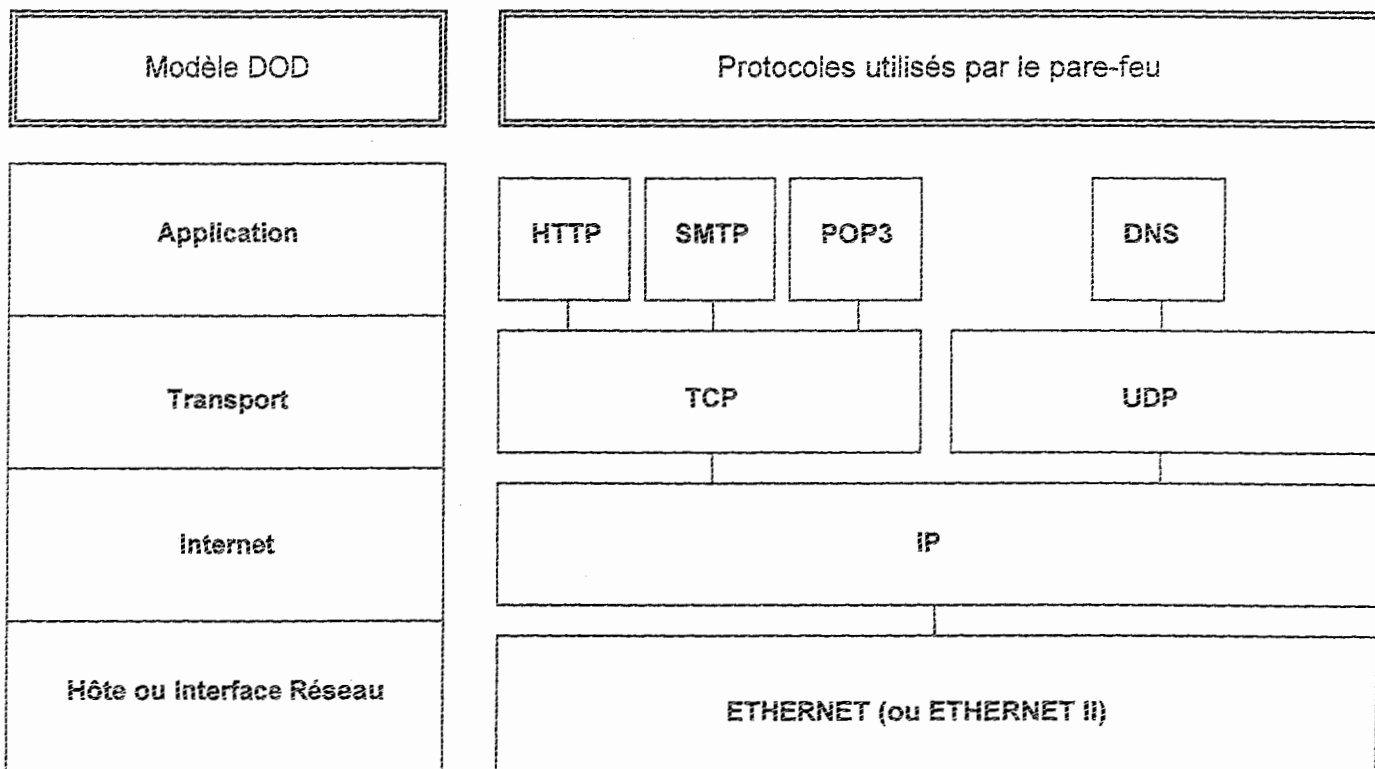 Modèle DOD
Protocoles utilisés par le pare-feu
Application
HTTP
SMTP
POP3
DNS
Transport
TCP
UDP
Internet
IP
Hôte ou Interface Réseau
ETHERNET (ou ETHERNET II)